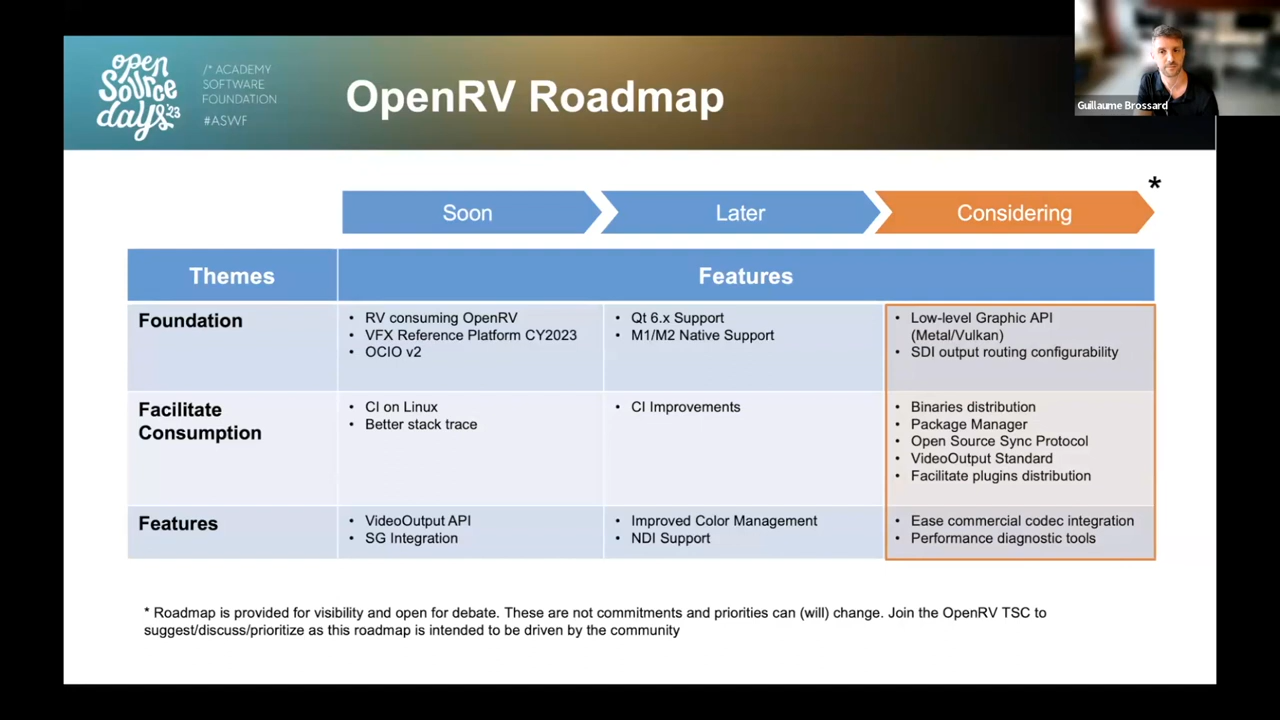 open
Source
days'23
/* ACADEMY
SOFTWARE
FOUNDATION
#ASWF
OpenRV Roadmap
Guillaume Brossard
*
Soon
Later
Considering
Themes
Features
Foundation
• RV consuming OpenRV
• VFX Reference Platform CY2023
• OCIO v2
• Qt 6.x Support
• M1/M2 Native Support
• Low-level Graphic API
(Metal/Vulkan)
• SDI output routing configurability
Facilitate
Consumption
• CI on Linux
• Better stack trace
• CI Improvements
• Binaries distribution
• Package Manager
• Open Source Sync Protocol
• VideoOutput Standard
• Facilitate plugins distribution
Features
• VideoOutput API
• SG Integration
• Improved Color Management
• NDI Support
• Ease commercial codec integration
• Performance diagnostic tools
* Roadmap is provided for visibility and open for debate. These are not commitments and priorities can (will) change. Join the OpenRV TSC to
suggest/discuss/prioritize as this roadmap is intended to be driven by the community